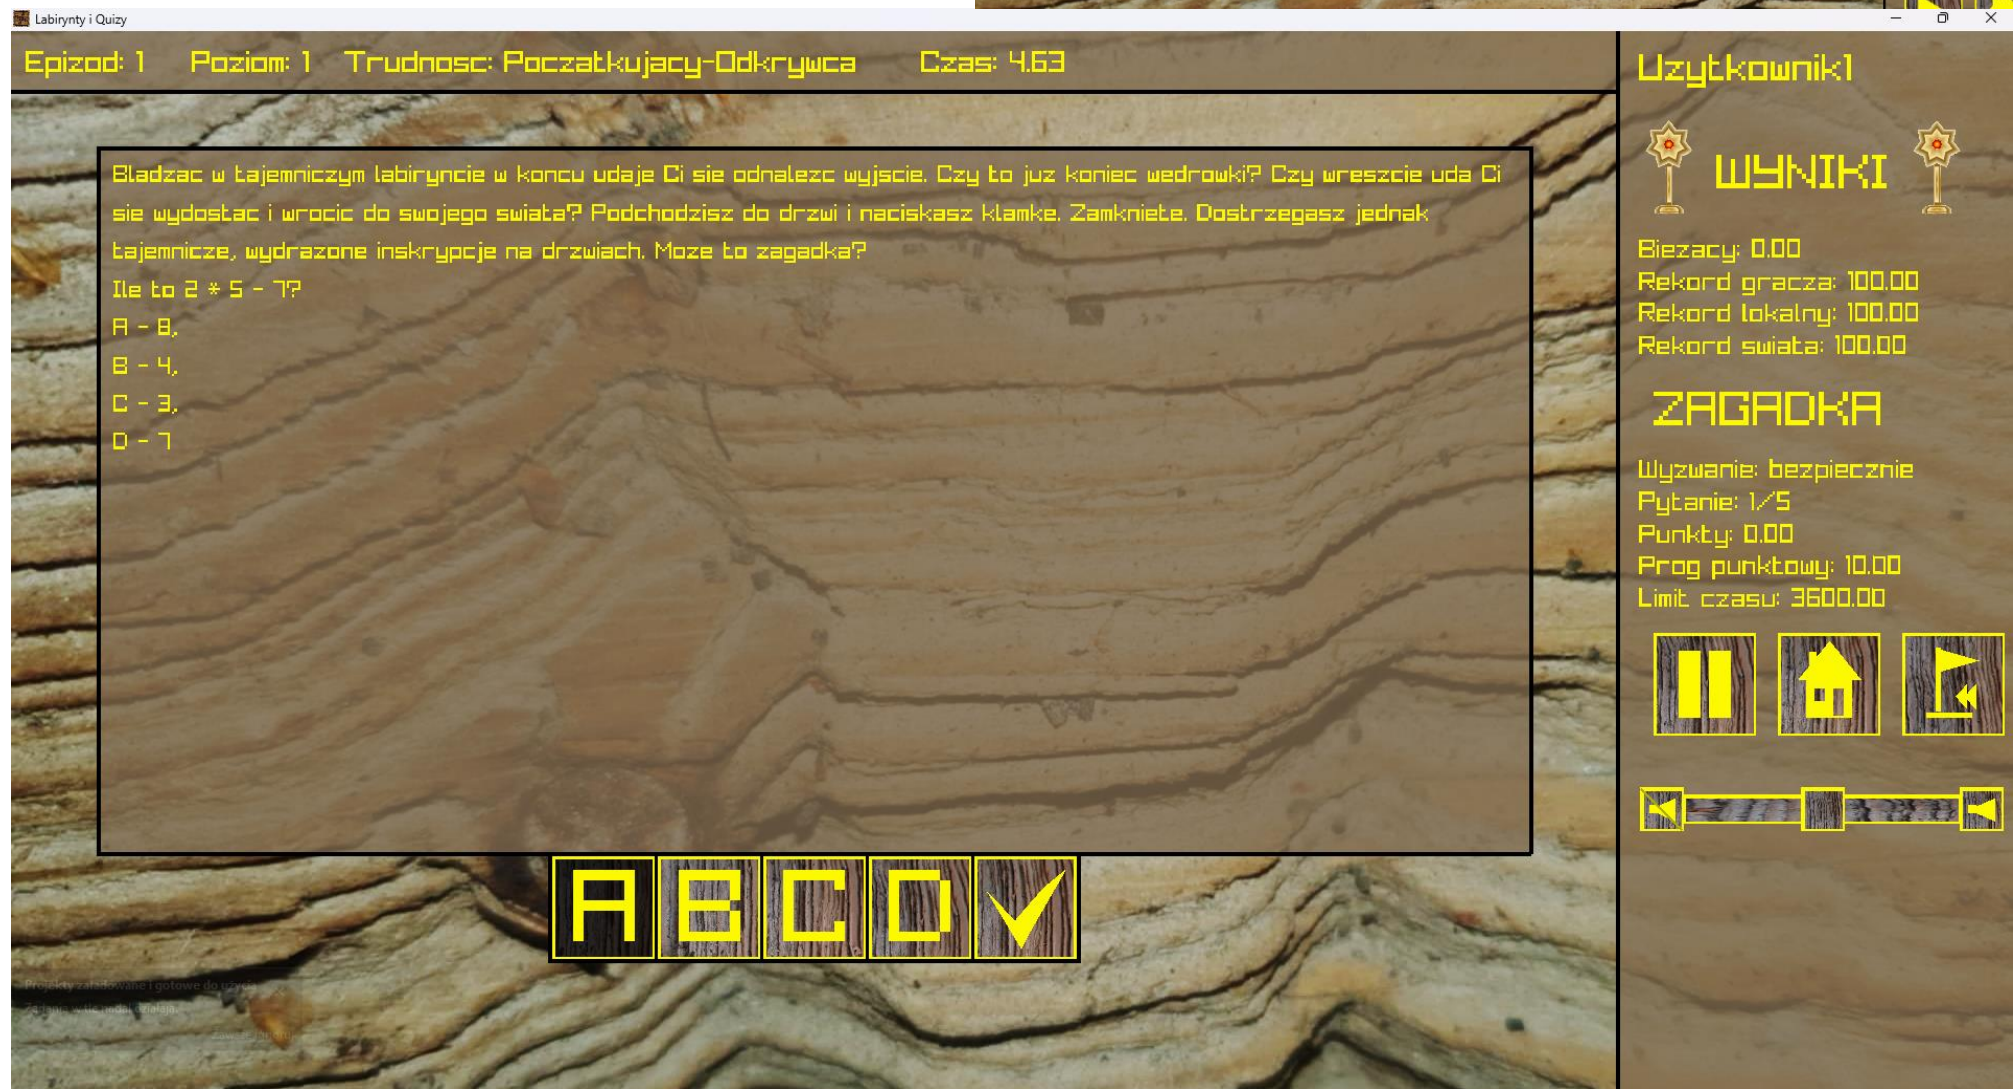 Labirynty i Quizy
Epizod: 1 Poziom: 1 Trudnosc: Poczatkujacy-Odkrywca Czas: 4.63
Bladzac w tajemniczym labiryncie w koncu udaje Ci sie odnalezc wyjscie. Czy to juz koniec wedrowki? Czy wreszcie uda Ci
sie wydostac i wrocic do swojego swiata? Podchodzisz do drzwi i naciskasz klamke. Zamkniete. Dostrzegasz jednak
tajemnicze, wydrazone inskrypcje na drzwiach. Moze to zagadka?
Ile to 2 * 5 - 7?
A - 8,
B - 4,
C - 3,
D - 7
A B C D
Projekty załadowane i gotowe do użycia
Uzytkownik1
WYNIKI
Biezacy: 0.00
Rekord gracza: 100.00
Rekord lokalny: 100.00
Rekord swiata: 100.00
ZAGADKA
Wyzwanie: bezpiecznie
Pytanie: 1/5
Punkty: 0.00
Prog punktowy: 10.00
Limit czasu: 3600.00